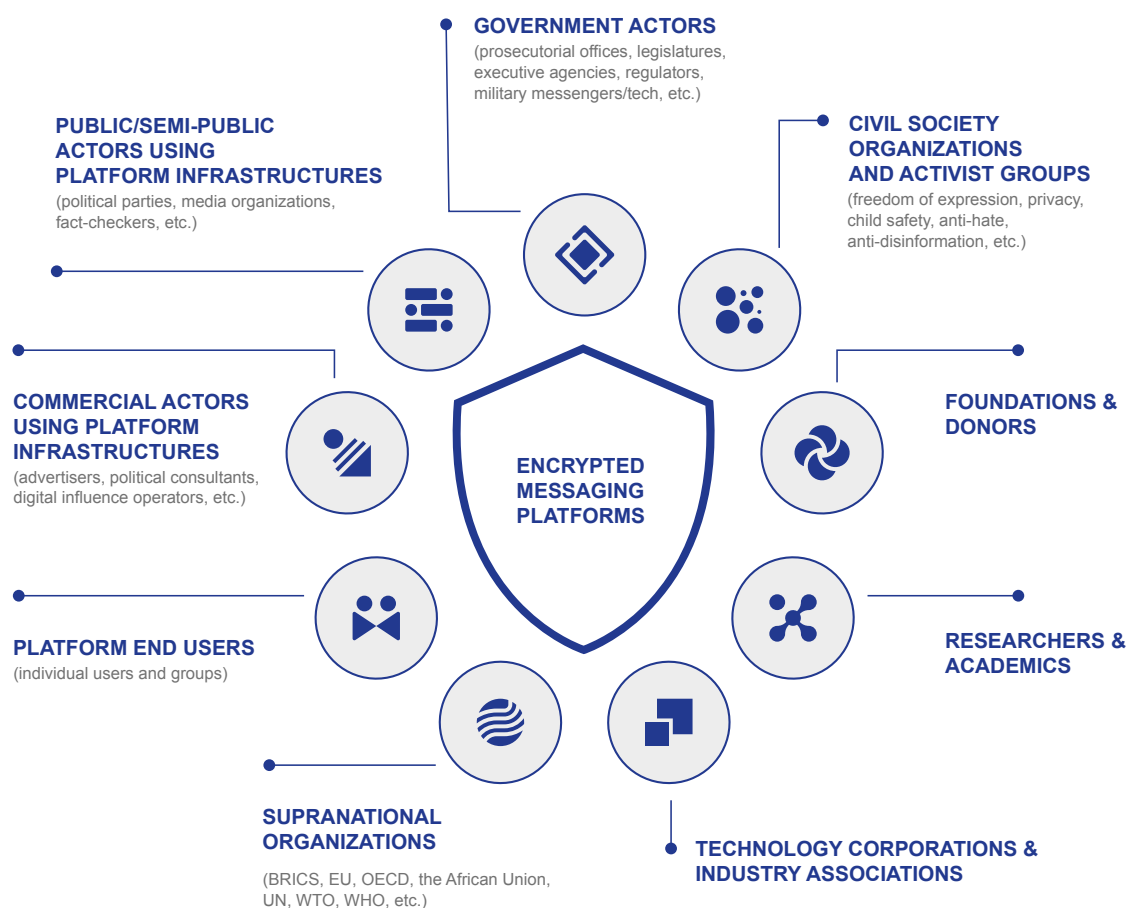 GOVERNMENT ACTORS
(prosecutorial offices, legislatures,
executive agencies, regulators,
military messengers/tech, etc.)
PUBLIC/SEMI-PUBLIC
ACTORS USING
PLATFORM INFRASTRUCTURES
(political parties, media organizations,
fact-checkers, etc.)
CIVIL SOCIETY
ORGANIZATIONS
AND ACTIVIST GROUPS
(freedom of expression, privacy,
child safety, anti-hate,
anti-disinformation, etc.)
COMMERCIAL ACTORS
USING PLATFORM
INFRASTRUCTURES
(advertisers, political consultants,
digital influence operators, etc.)
ENCRYPTED
MESSAGING
PLATFORMS
FOUNDATIONS &
DONORS
PLATFORM END USERS
(individual users and groups)
RESEARCHERS &
ACADEMICS
SUPRANATIONAL
ORGANIZATIONS
(BRICS, EU, OECD, the African Union,
UN, WTO, WHO, etc.)
TECHNOLOGY CORPORATIONS &
INDUSTRY ASSOCIATIONS